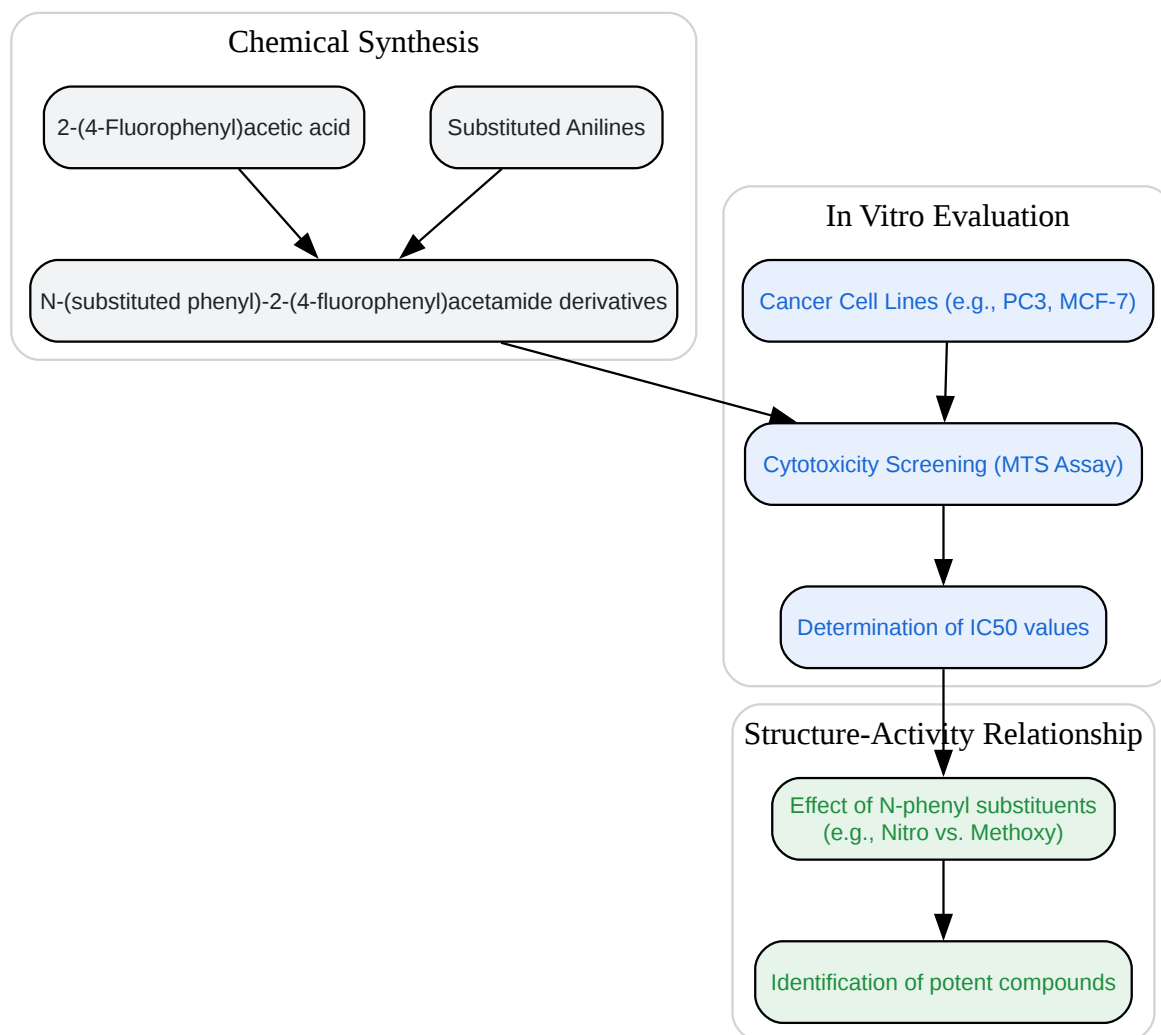 Chemical Synthesis
2-(4-Fluorophenyl)acetic acid
Substituted Anilines
N-(substituted phenyl)-2-(4-fluorophenyl)acetamide derivatives
In Vitro Evaluation
Cancer Cell Lines (e.g., PC3, MCF-7)
Cytotoxicity Screening (MTS Assay)
Determination of IC50 values
Structure-Activity Relationship
Effect of N-phenyl substituents
(e.g., Nitro vs. Methoxy)
Identification of potent compounds